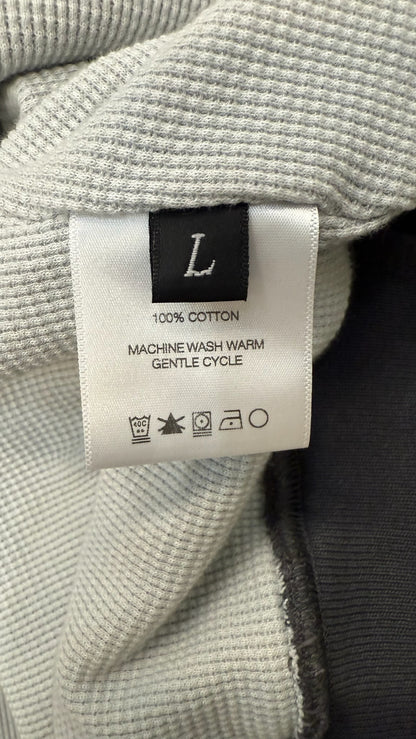 L
100% COTTON
MACHINE WASH WARM
GENTLE CYCLE
40C